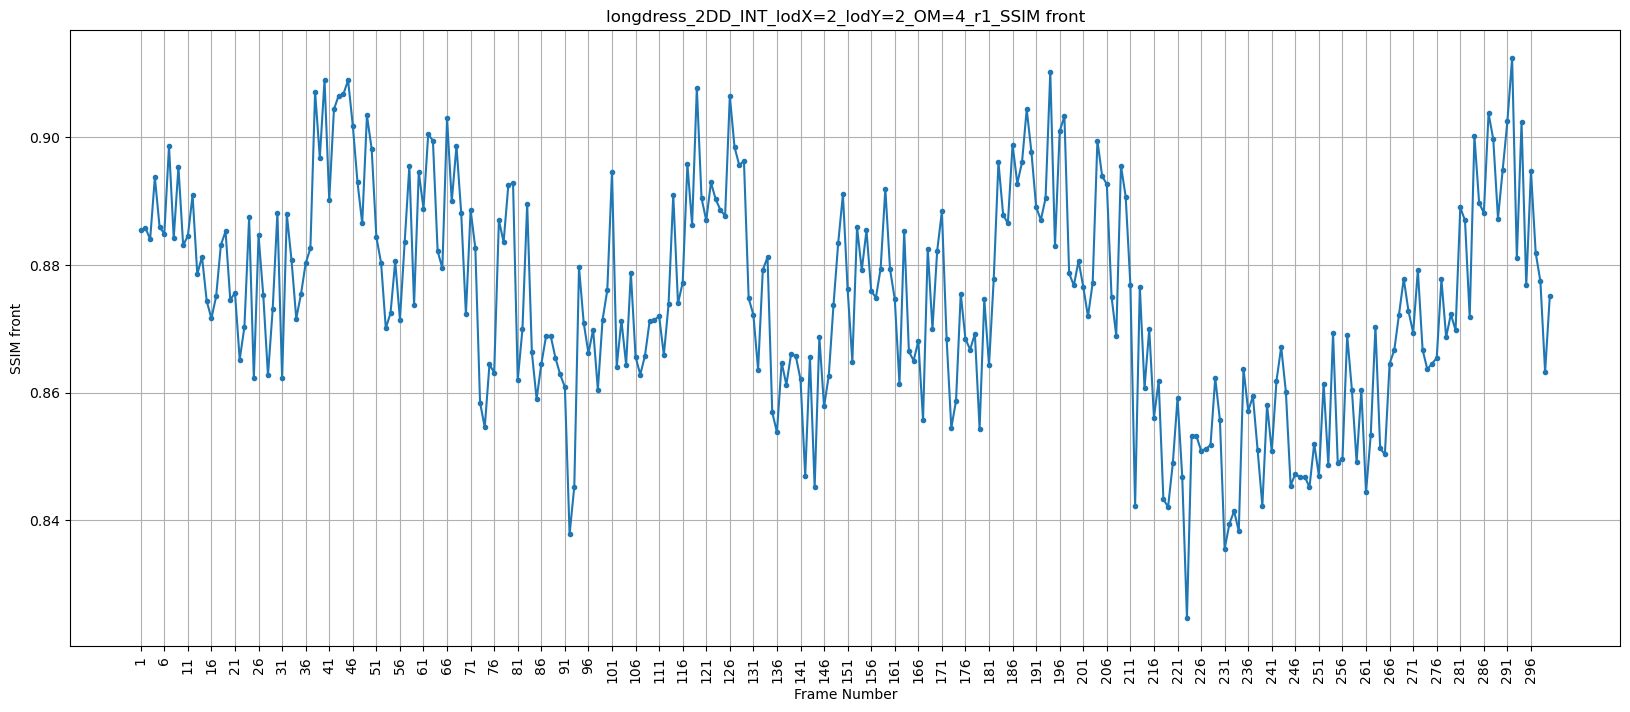 longdress_2DD_INT_lodX=2_lodY=2_OM=4_r1_SSIM front
SSIM front
0.90
0.88
0.86
0.84
1 6 11 16 21 26 31 36 41 46 51 56 61 66 71 76 81 86 91 96 101 106 111 116 121 126 131 136 141 146 151 156 161 166 171 176 181 186 191 196 201 206 211 216 221 226 231 236 241 246 251 256 261 266 271 276 281 286 291 296
Frame Number